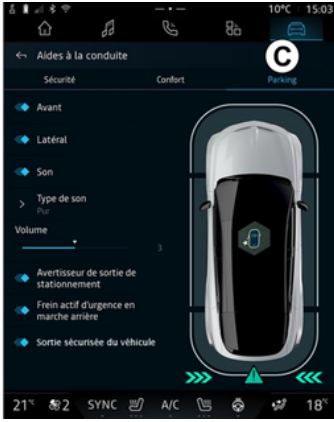 10°C 15:03
Aides à la conduite
C
Sécurité Confort Parking
Avant
Latéral
Son
Type de son
Pur
Volume
3
Avertisseur de sortie de
stationnement
Frein actif d'urgence en
marche arrière
Sortie sécurisée du véhicule
21°c 2 SYNC A/C 18°c